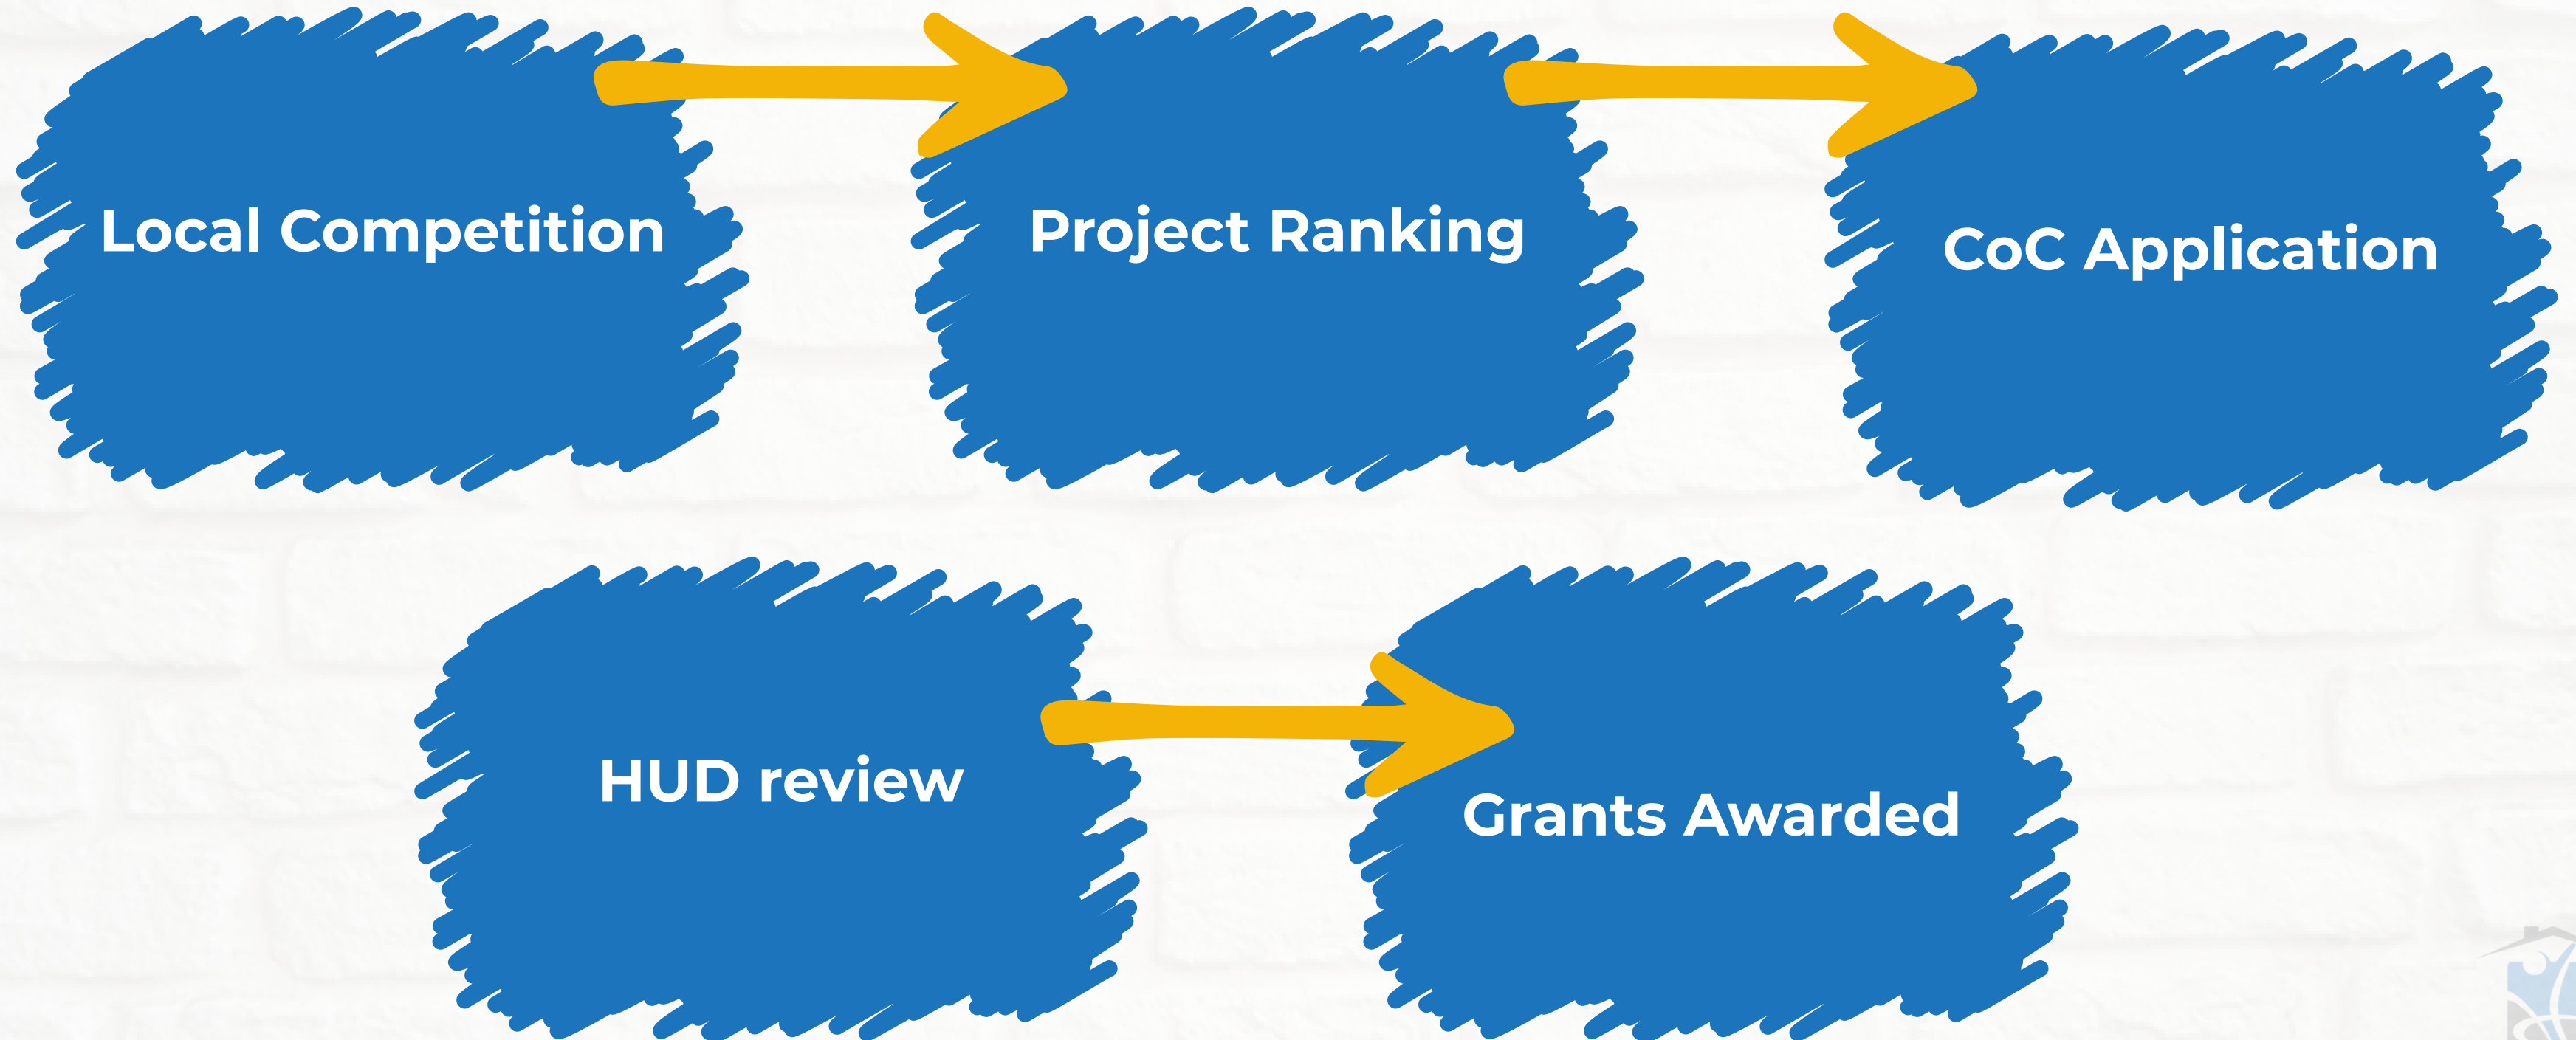 Local Competition
Project Ranking
CoC Application
HUD review
Grants Awarded